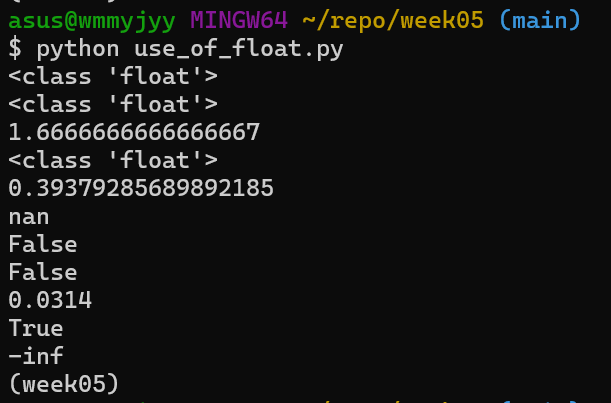 asus@wmmyjyy MINGW64 ~/repo/week05 (main)
$ python use_of_float.py
<class 'float'>
<class 'float'>
1.6666666666666667
<class 'float'>
0.39379285689892185
nan
False
False
0.0314
True
-inf
(week05)